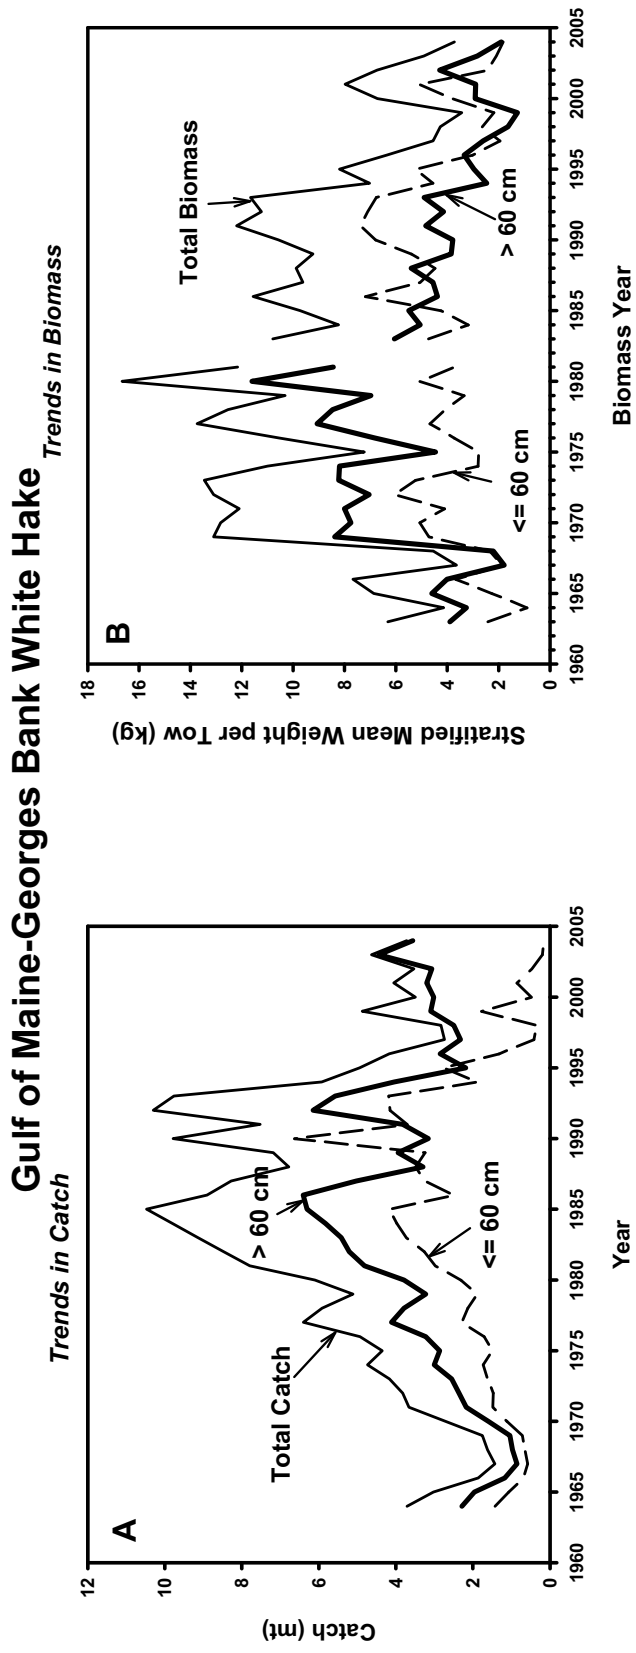 Gulf of Maine-Georges Bank White Hake
Trends in Catch
A
Catch (mt)
12
10
8
6
4
2
0
Total Catch
> 60 cm
<= 60 cm
1960 1965 1970 1975 1980 1985 1990 1995 2000 2005
Year
Trends in Biomass
B
Stratified Mean Weight per Tow (kg)
18
16
14
12
10
8
6
4
2
0
Total Biomass
> 60 cm
<= 60 cm
1960 1965 1970 1975 1980 1985 1990 1995 2000 2005
Biomass Year